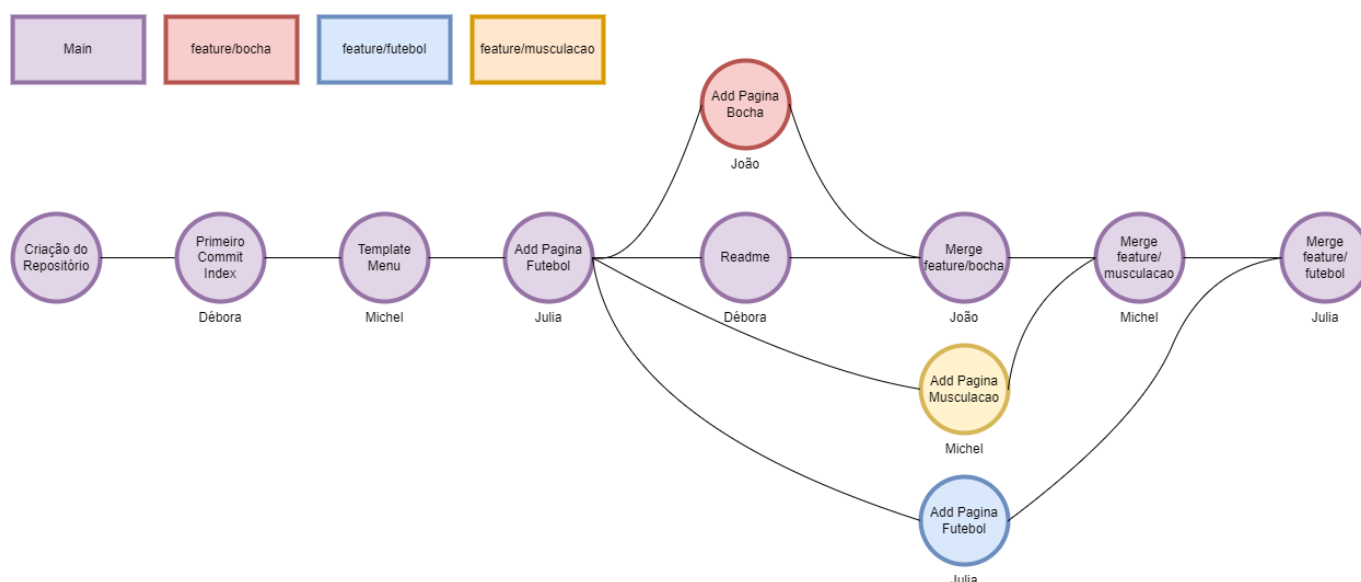 Main
feature/bocha
feature/futebol
feature/musculacao
Add Pagina
Bocha
João
Criação do
Repositório
Primeiro
Commit
Index
Débora
Template
Menu
Michel
Add Pagina
Futebol
Julia
Readme
Débora
Merge
feature/bocha
João
Merge
feature/
musculacao
Michel
Merge
feature/
futebol
Julia
Add Pagina
Musculacao
Michel
Add Pagina
Futebol
Julia